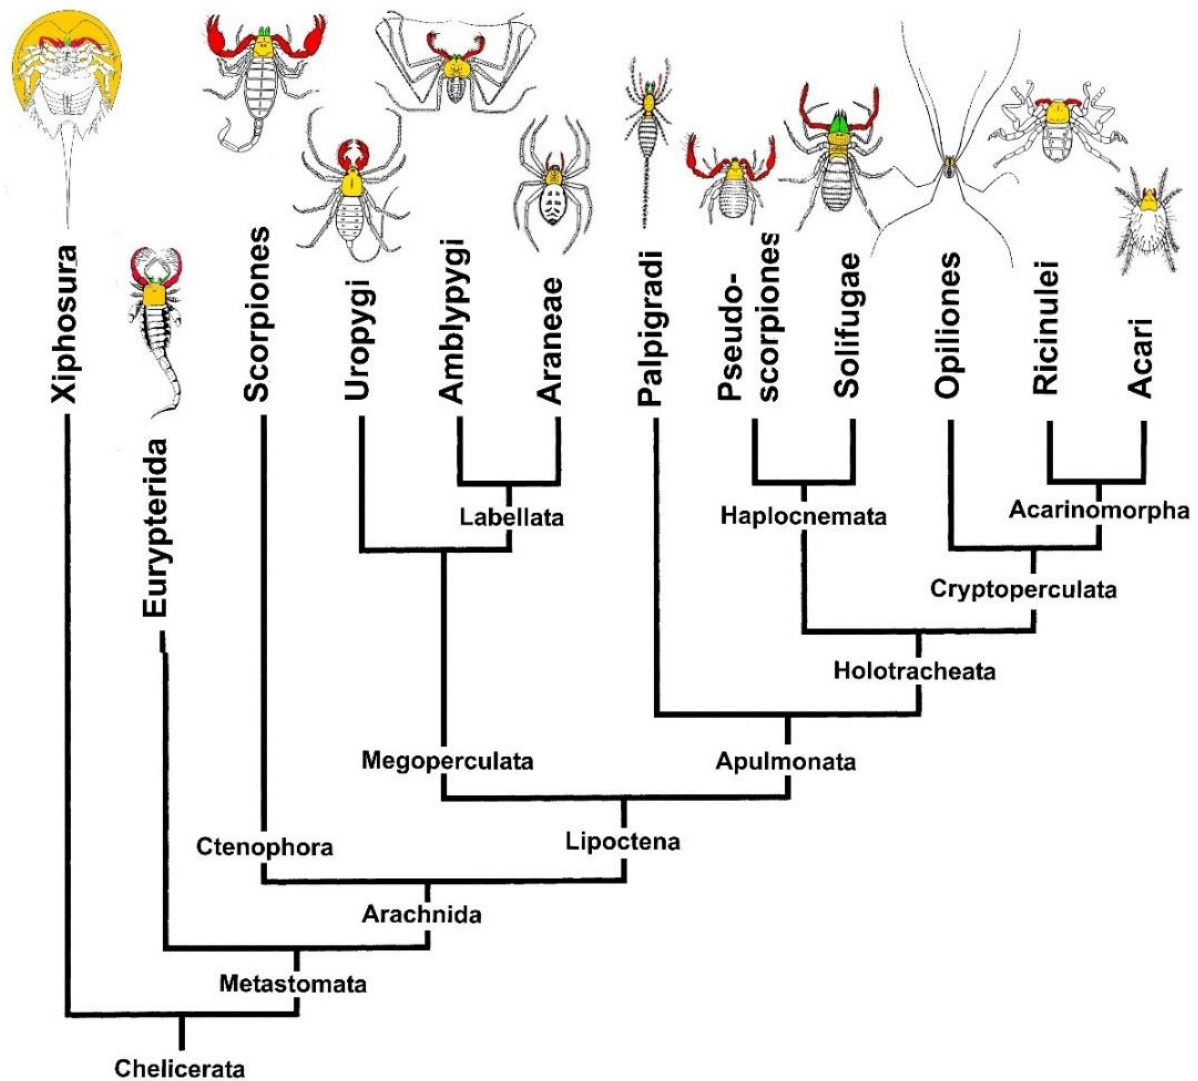 Xiphosura
Eurypterida
Scorpiones
Uropygi
Amblypygi
Araneae
Palpigradi
Pseudo-
scorpiones
Solifugae
Opiliones
Ricinulei
Acari
Labellata
Haplocnemata
Acarinomorpha
Cryptoperculata
Holotracheata
Megoperculata
Apulmonata
Ctenophora
Lipoctena
Arachnida
Metastomata
Chelicerata